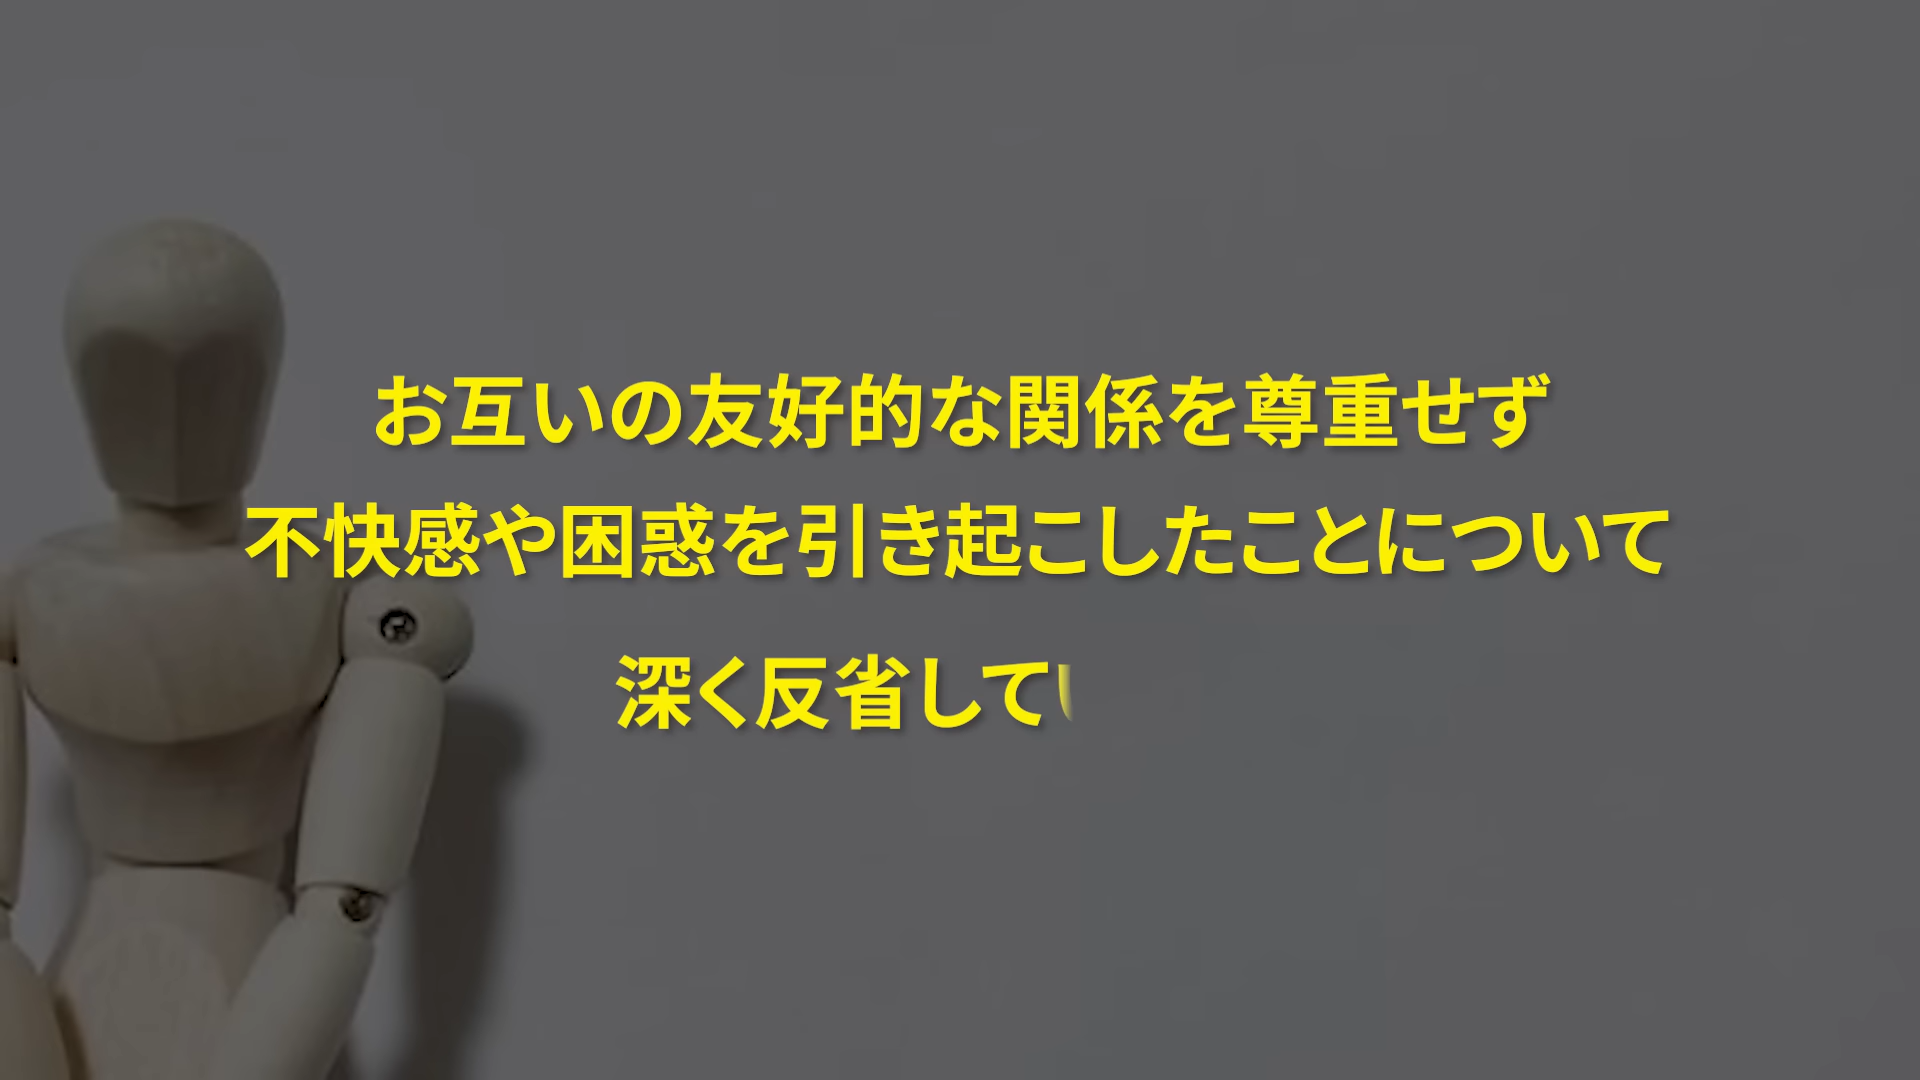 お互いの友好的な関係を尊重せず
不快感や困惑を引き起こしたことについて
深く反省して